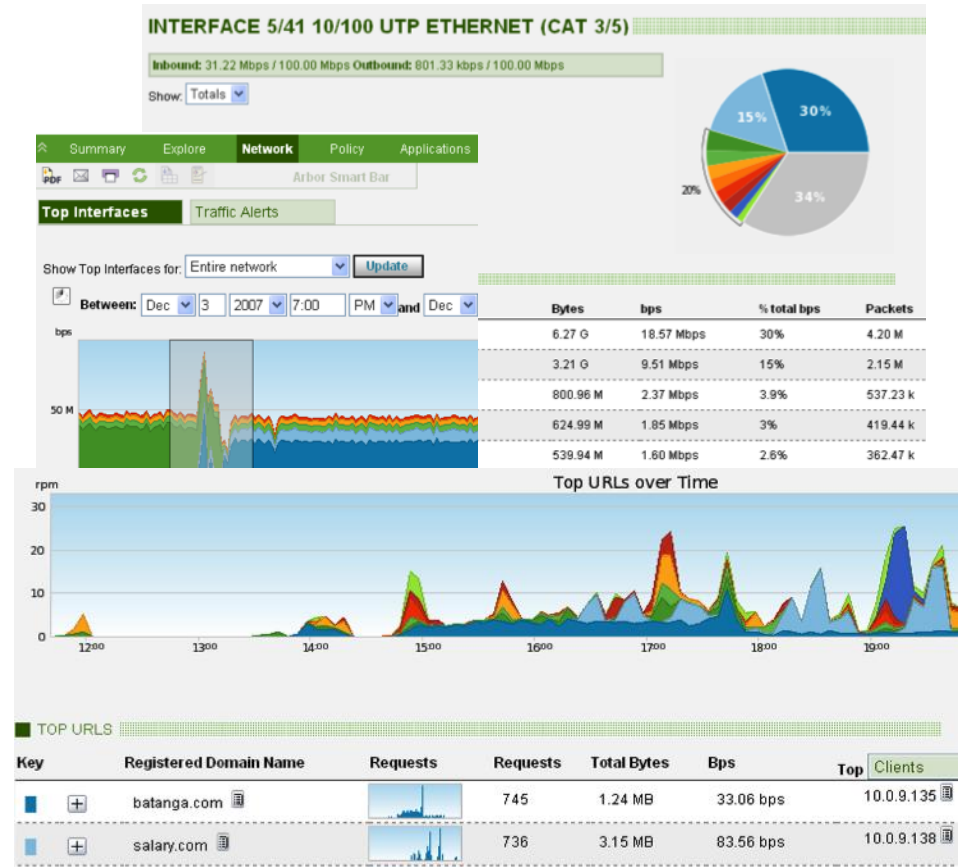 INTERFACE 5/41 10/100 UTP ETHERNET (CAT 3/5)
Inbound: 31.22 Mbps / 100.00 Mbps Outbound: 801.33 kbps / 100.00 Mbps
Show: Totals
15% 30%
20%
34%
Summary Explore Network Policy Applications
PDF Arbor Smart Bar
Top Interfaces Traffic Alerts
Show Top Interfaces for: Entire network Update
Between: Dec 3 2007 7:00 PM and Dec
bps
50 M
Bytes bps % total bps Packets
6.27 G 18.57 Mbps 30% 4.20 M
3.21 G 9.51 Mbps 15% 2.15 M
800.96 M 2.37 Mbps 3.9% 537.23 k
624.99 M 1.85 Mbps 3% 419.44 k
539.94 M 1.60 Mbps 2.6% 362.47 k
rpm Top URLs over Time
30
20
10
0
12:00 13:00 14:00 15:00 16:00 17:00 18:00 19:00
TOP URLS
Key Registered Domain Name Requests Requests Total Bytes Bps Top Clients
batanga.com 745 1.24 MB 33.06 bps 10.0.9.135
salary.com 736 3.15 MB 83.56 bps 10.0.9.138